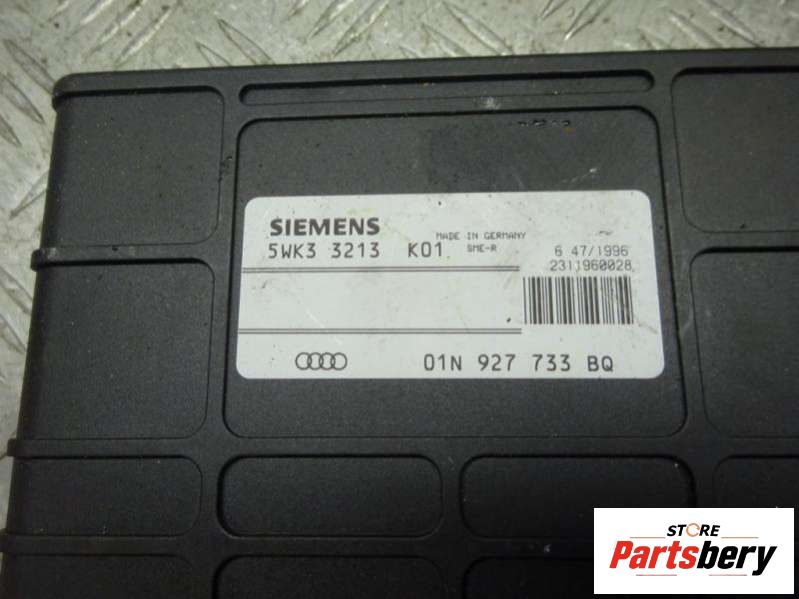 SIEMENS
MADE IN GERMANY
5WK3 3213 K01 SME-R
6 47/1996
2311960028
01N 927 733 BQ
STORE
Partsbery